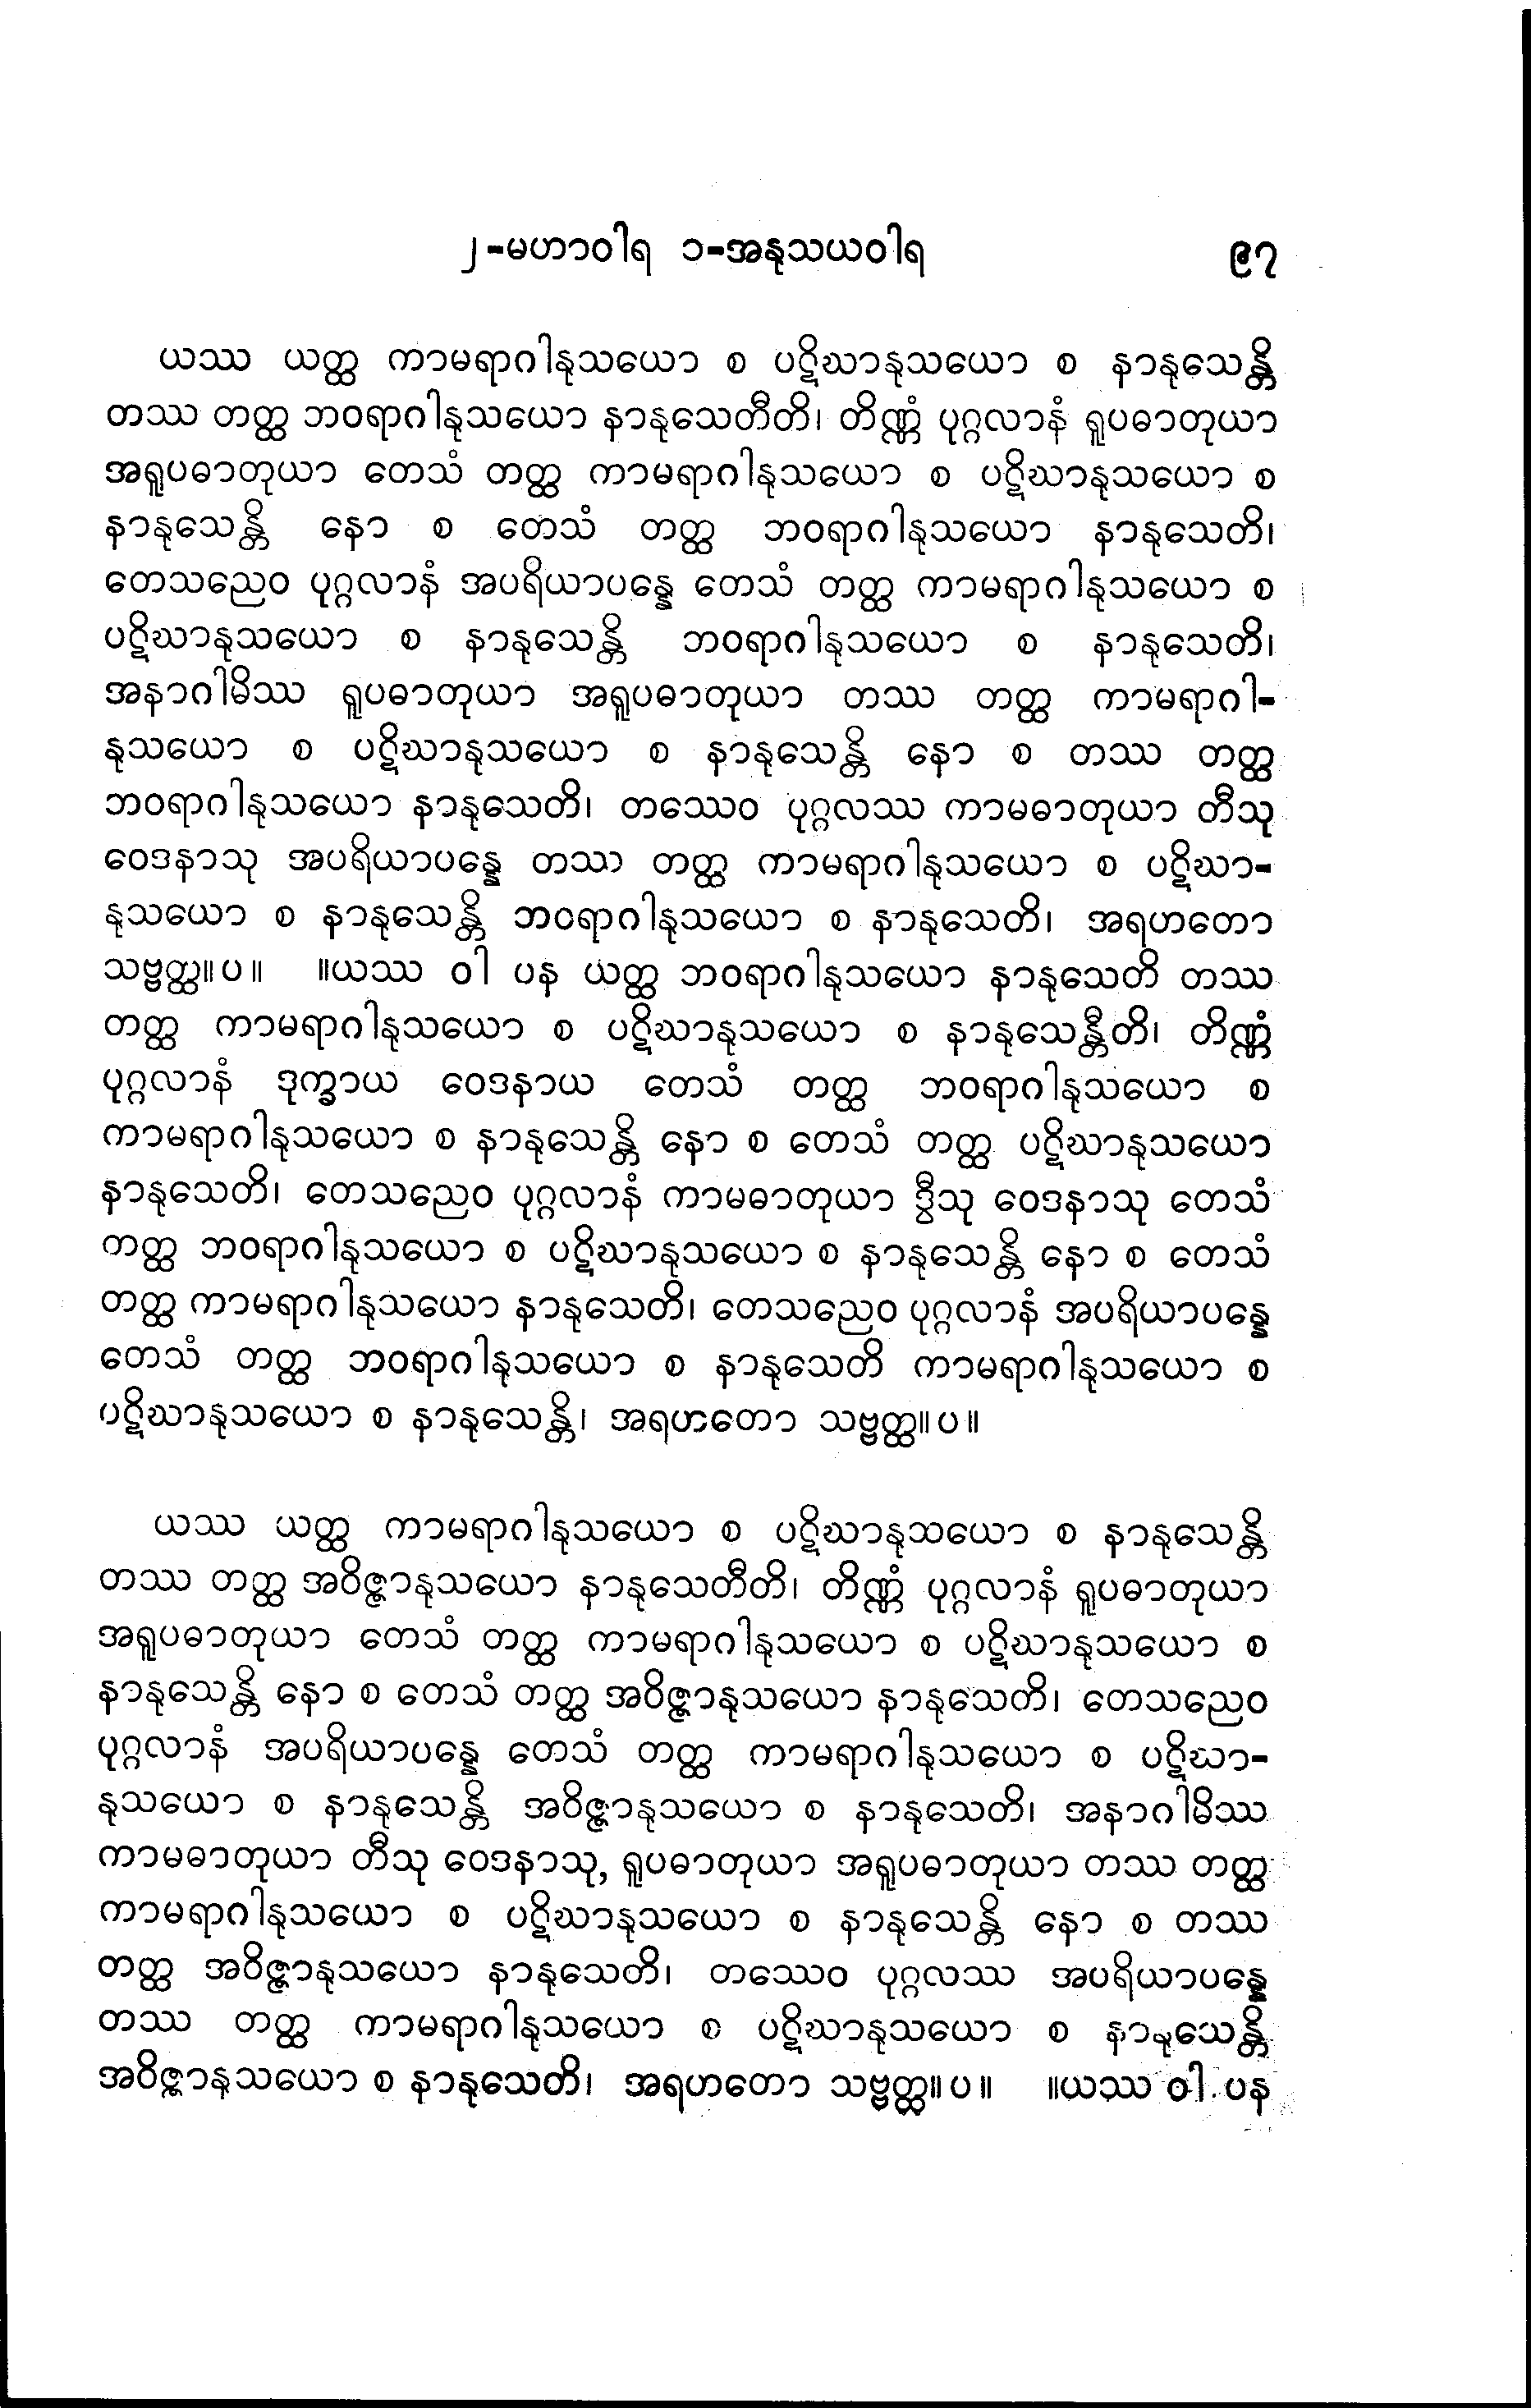 ၂-မဟာဝါရ ၁-အနုသယဝါရ ၉၇
ယဿ ယတ္ထ ကာမရာဂါနုသယော စ ပဋိဃာနုသယော စ နာနုသေန္တိ
တဿ တတ္ထ ဘဝရာဂါနုသယော နာနုသေတီတိ၊ တိဏ္ဏံ ပုဂ္ဂလာနံ ရူပဓာတုယာ
အရူပဓာတုယာ တေသံ တတ္ထ ကာမရာဂါနုသယော စ ပဋိဃာနုသယော စ
နာနုသေန္တိ နော စ တေသံ တတ္ထ ဘဝရာဂါနုသယော နာနုသေတိ၊
တေသညေဝ ပုဂ္ဂလာနံ အပရိယာပန္နေ တေသံ တတ္ထ ကာမရာဂါနုသယော စ
ပဋိဃာနုသယော စ နာနုသေန္တိ ဘဝရာဂါနုသယော စ နာနုသေတိ၊
အနာဂါမိဿ ရူပဓာတုယာ အရူပဓာတုယာ တဿ တတ္ထ ကာမရာဂါ-
နုသယော စ ပဋိဃာနုသယော စ နာနုသေန္တိ နော စ တဿ တတ္ထ
ဘဝရာဂါနုသယော နာနုသေတိ၊ တဿေဝ ပုဂ္ဂလဿ ကာမဓာတုယာ တီသု
ဝေဒနာသု အပရိယာပန္နေ တဿ တတ္ထ ကာမရာဂါနုသယော စ ပဋိဃာ-
နုသယော စ နာနုသေန္တိ ဘဝရာဂါနုသယော စ နာနုသေတိ၊ အရဟတော
သဗ္ဗတ္ထ။ပ။ ။ယဿ ဝါ ပန ယတ္ထ ဘဝရာဂါနုသယော နာနုသေတိ တဿ
တတ္ထ ကာမရာဂါနုသယော စ ပဋိဃာနုသယော စ နာနုသေန္တီတိ၊ တိဏ္ဏံ
ပုဂ္ဂလာနံ ဒုက္ခာယ ဝေဒနာယ တေသံ တတ္ထ ဘဝရာဂါနုသယော စ
ကာမရာဂါနုသယော စ နာနုသေန္တိ နော စ တေသံ တတ္ထ ပဋိဃာနုသယော
နာနုသေတိ၊ တေသညေဝ ပုဂ္ဂလာနံ ကာမဓာတုယာ ဒွီသု ဝေဒနာသု တေသံ
တတ္ထ ဘဝရာဂါနုသယော စ ပဋိဃာနုသယော စ နာနုသေန္တိ နော စ တေသံ
တတ္ထ ကာမရာဂါနုသယော နာနုသေတိ၊ တေသညေဝ ပုဂ္ဂလာနံ အပရိယာပန္နေ
တေသံ တတ္ထ ဘဝရာဂါနုသယော စ နာနုသေတိ ကာမရာဂါနုသယော စ
ပဋိဃာနုသယော စ နာနုသေန္တိ၊ အရဟတော သဗ္ဗတ္ထ။ပ။
ယဿ ယတ္ထ ကာမရာဂါနုသယော စ ပဋိဃာနုသယော စ နာနုသေန္တိ
တဿ တတ္ထ အဝိဇ္ဇာနုသယော နာနုသေတီတိ၊ တိဏ္ဏံ ပုဂ္ဂလာနံ ရူပဓာတုယာ
အရူပဓာတုယာ တေသံ တတ္ထ ကာမရာဂါနုသယော စ ပဋိဃာနုသယော စ
နာနုသေန္တိ နော စ တေသံ တတ္ထ အဝိဇ္ဇာနုသယော နာနုသေတိ၊ တေသညေဝ
ပုဂ္ဂလာနံ အပရိယာပန္နေ တေသံ တတ္ထ ကာမရာဂါနုသယော စ ပဋိဃာ-
နုသယော စ နာနုသေန္တိ အဝိဇ္ဇာနုသယော စ နာနုသေတိ၊ အနာဂါမိဿ
ကာမဓာတုယာ တီသု ဝေဒနာသု, ရူပဓာတုယာ အရူပဓာတုယာ တဿ တတ္ထ
ကာမရာဂါနုသယော စ ပဋိဃာနုသယော စ နာနုသေန္တိ နော စ တဿ
တတ္ထ အဝိဇ္ဇာနုသယော နာနုသေတိ၊ တဿေဝ ပုဂ္ဂလဿ အပရိယာပန္နေ
တဿ တတ္ထ ကာမရာဂါနုသယော စ ပဋိဃာနုသယော စ နာနုသေန္တိ
အဝိဇ္ဇာနုသယော စ နာနုသေတိ၊ အရဟတော သဗ္ဗတ္ထ။ပ။ ။ယဿ ဝါ ပန